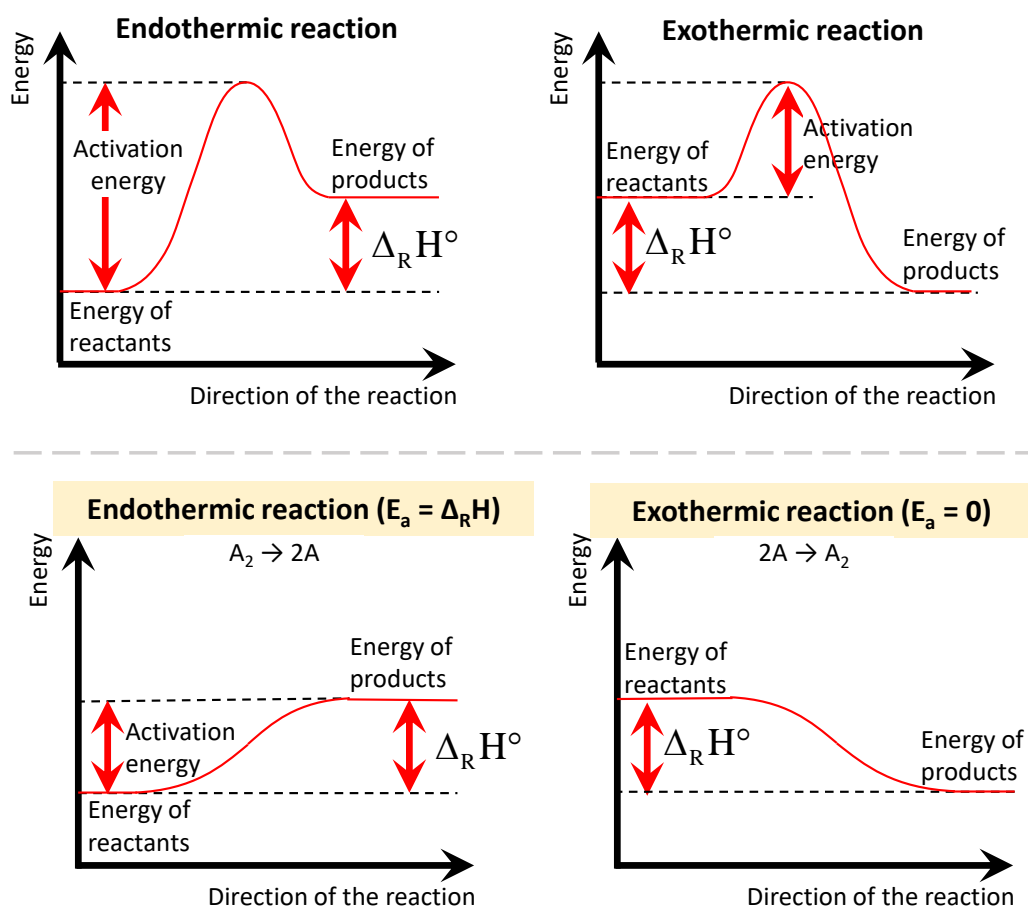 Endothermic reaction
Energy
Activation
energy
Energy of
products
Δ_R H°
Energy of
reactants
Direction of the reaction
Exothermic reaction
Energy
Energy of
reactants
Activation
energy
Δ_R H°
Energy of
products
Direction of the reaction
Endothermic reaction (E_a = Δ_R H)
A₂ → 2A
Energy
Energy of
products
Activation
energy
Δ_R H°
Energy of
reactants
Direction of the reaction
Exothermic reaction (E_a = 0)
2A → A₂
Energy
Energy of
reactants
Δ_R H°
Energy of
products
Direction of the reaction